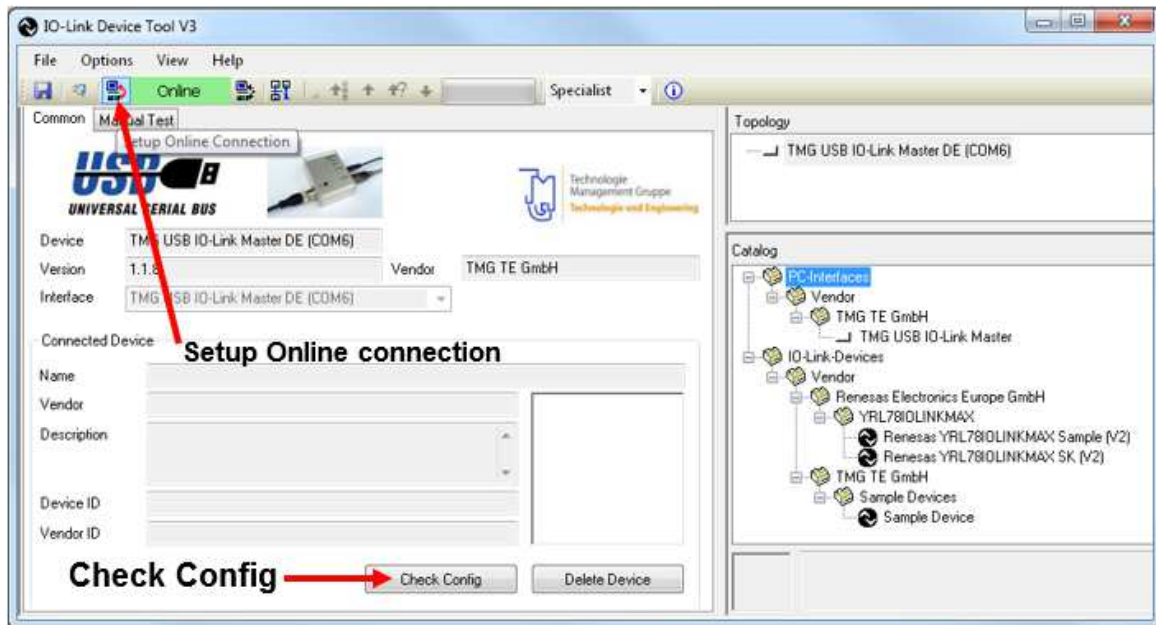 IO-Link Device Tool V3
File Options View Help
Online Specialist
Common Manual Test
Setup Online Connection
USB
UNIVERSAL SERIAL BUS
Technologie
Management Gruppe
Technologie und Engineering
Device TMG USB IO-Link Master DE (COM6)
Version 1.1.8 Vendor TMG TE GmbH
Interface TMG USB IO-Link Master DE (COM6)
Setup Online connection
Connected Device
Name
Vendor
Description
Device ID
Vendor ID
Check Config Check Config Delete Device
Topology
TMG USB IO-Link Master DE (COM6)
Catalog
PC-Interfaces
Vendor
TMG TE GmbH
TMG USB IO-Link Master
IO-Link-Devices
Vendor
Renesas Electronics Europe GmbH
YRL78IOLINKMAX
Renesas YRL78IOLINKMAX Sample (V2)
Renesas YRL78IOLINKMAX SK (V2)
TMG TE GmbH
Sample Devices
Sample Device